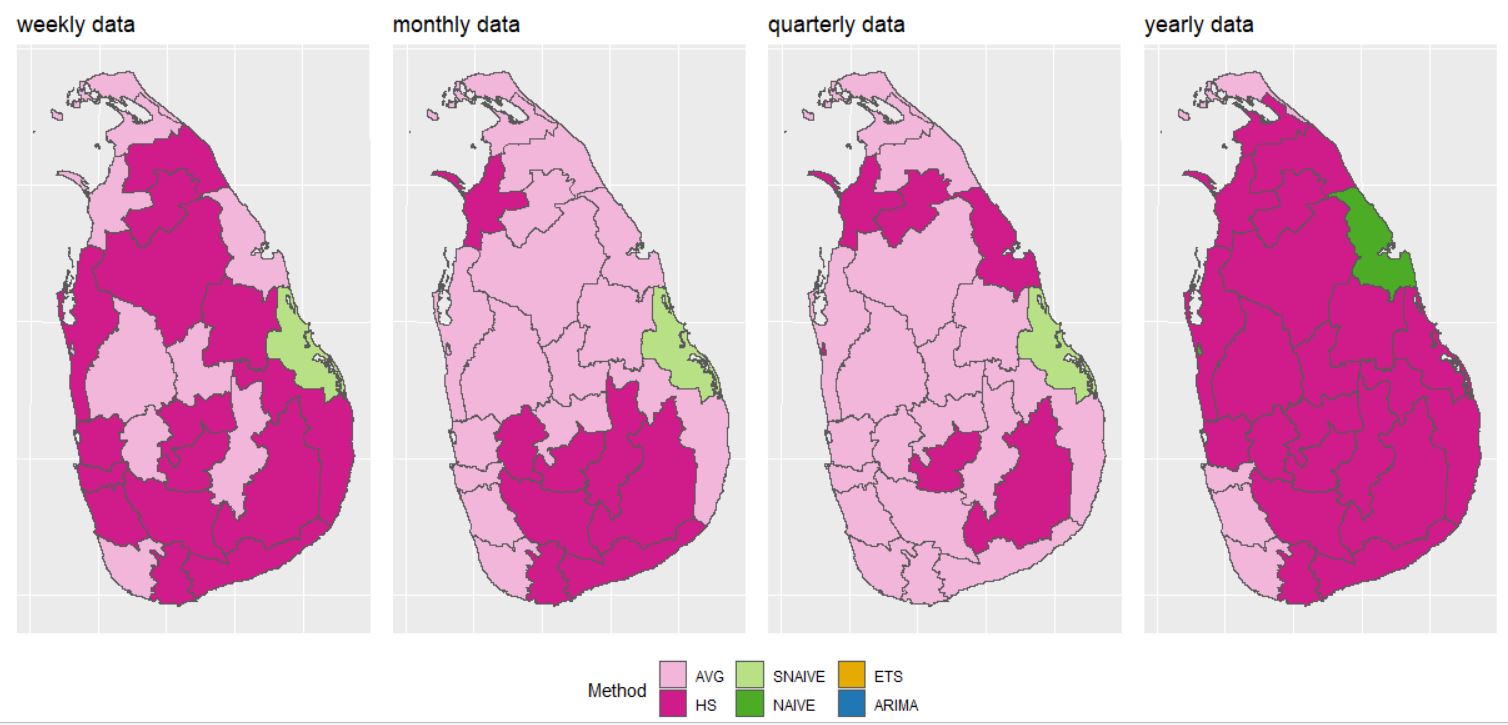 weekly data
monthly data
quarterly data
yearly data
Method
AVG
SNAIVE
ETS
HS
NAIVE
ARIMA